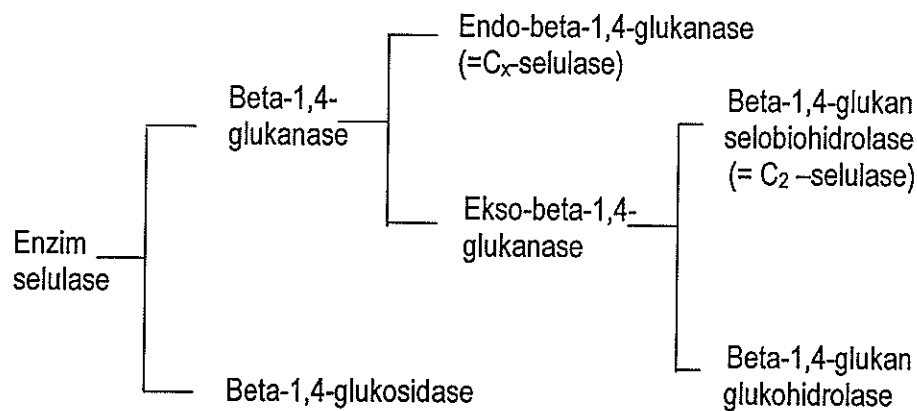 Endo-beta-1,4-glukanase
(=Cx-selulase)
Beta-1,4-
glukanase
Beta-1,4-glukan
selobiohidrolase
(= C2 –selulase)
Ekso-beta-1,4-
glukanase
Enzim
selulase
Beta-1,4-glukan
glukohidrolase
Beta-1,4-glukosidase